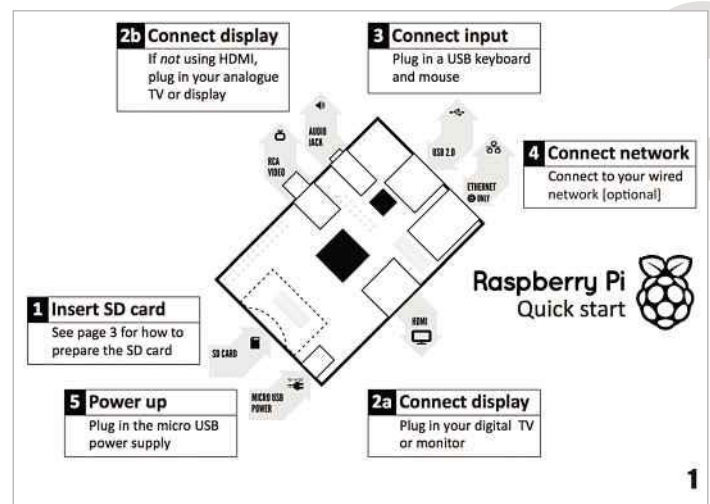 2b Connect display
If not using HDMI,
plug in your analogue
TV or display
3 Connect input
Plug in a USB keyboard
and mouse
RCA
VIDEO
AUDIO
JACK
USB 2.0
ETHERNET
ONLY
4 Connect network
Connect to your wired
network [optional]
Raspberry Pi
Quick start
1 Insert SD card
See page 3 for how to
prepare the SD card
SD CARD
HDMI
5 Power up
Plug in the micro USB
power supply
MICRO USB
POWER
2a Connect display
Plug in your digital TV
or monitor
1